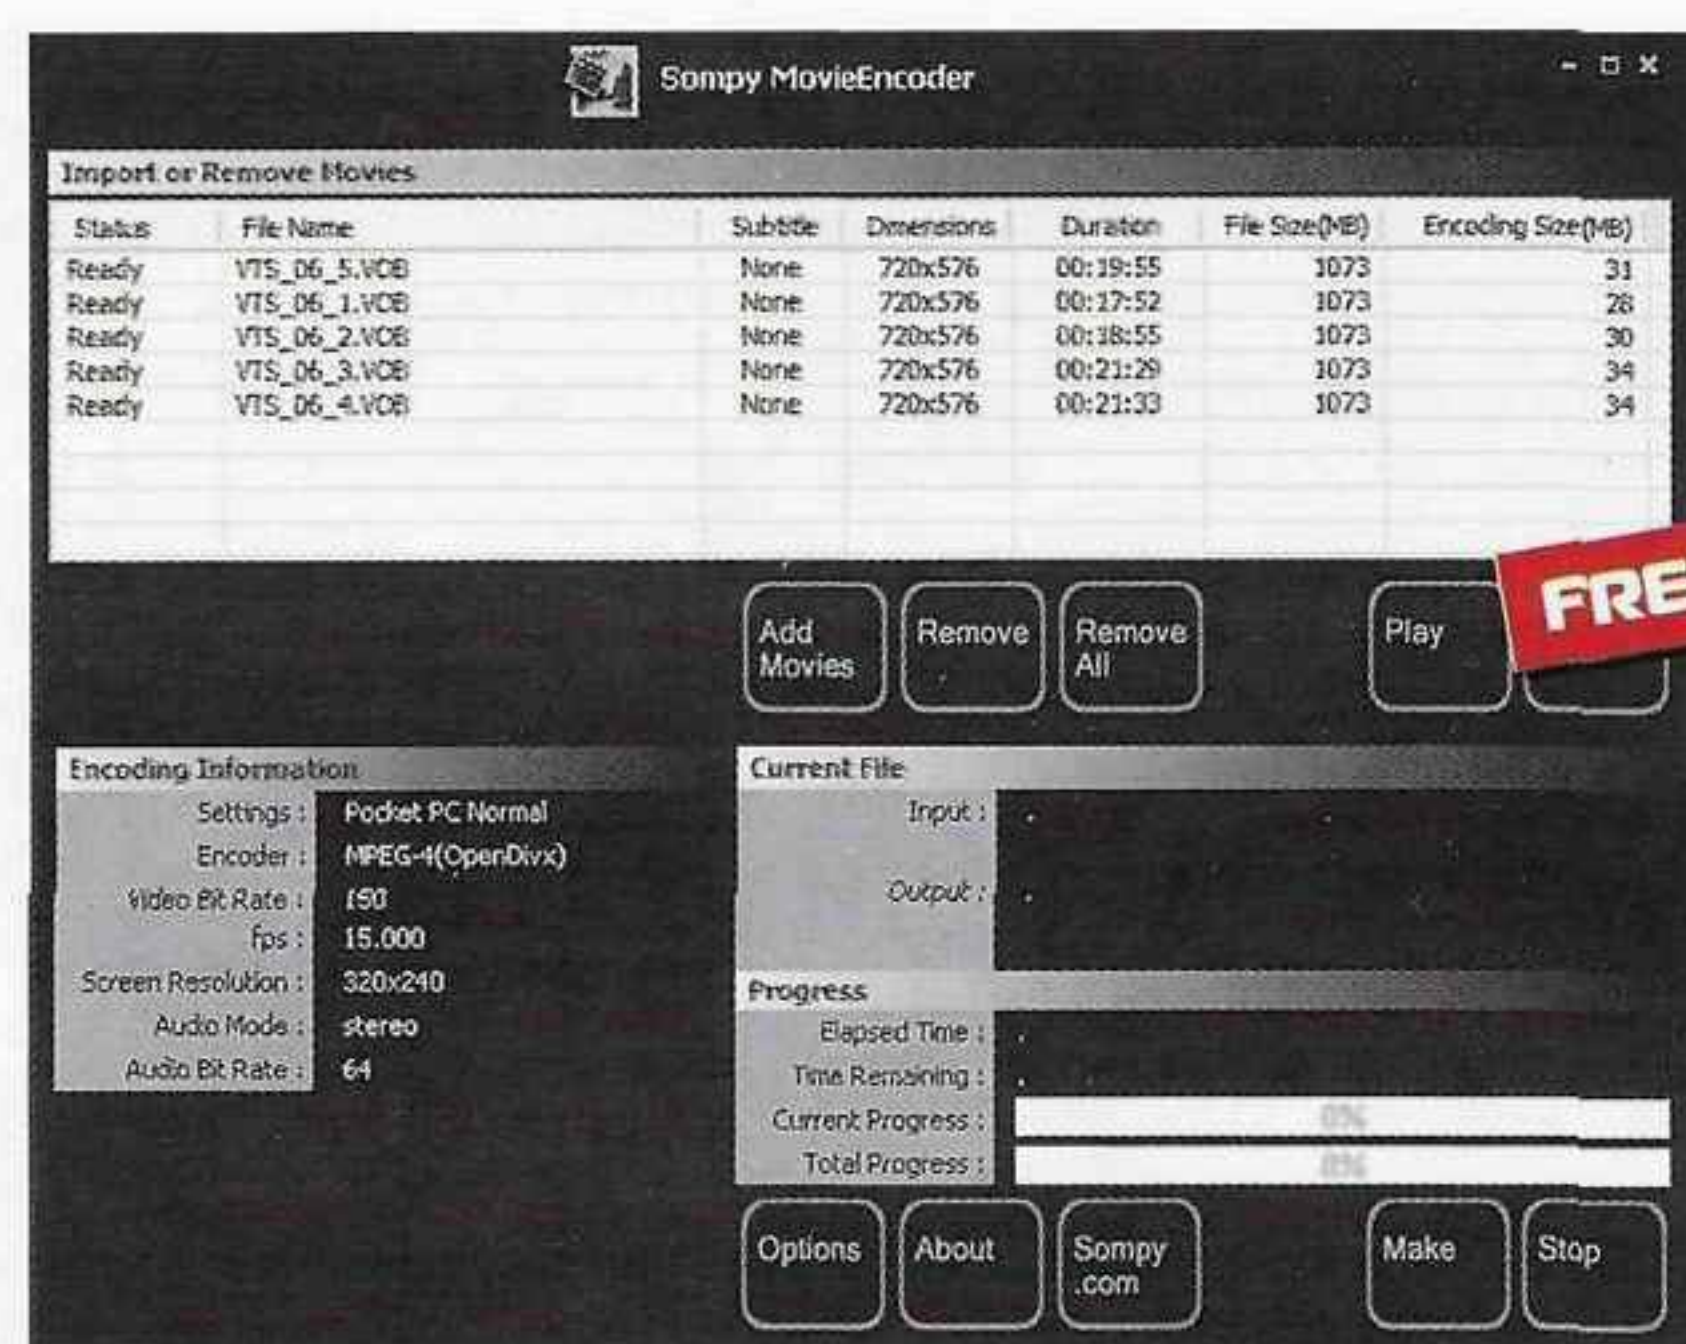 Sompy MovieEncoder
Import or Remove Movies
Status File Name Subtitle Dimensions Duration File Size(MB) Encoding Size(MB)
Ready VTS_06_5.VOB None 720x576 00:19:55 1073 31
Ready VTS_06_1.VOB None 720x576 00:17:52 1073 28
Ready VTS_06_2.VOB None 720x576 00:18:55 1073 30
Ready VTS_06_3.VOB None 720x576 00:21:29 1073 34
Ready VTS_06_4.VOB None 720x576 00:21:33 1073 34
FRE
Add Remove Remove Play
Movies All
Encoding Information
Settings : Pocket PC Normal
Encoder : MPEG-4(OpenDivx)
Video Bit Rate : 150
fps : 15.000
Screen Resolution : 320x240
Audio Mode : stereo
Audio Bit Rate : 64
Current File
Input : .
Output : .
Progress
Elapsed Time : .
Time Remaining : .
Current Progress : 0%
Total Progress : 0%
Options About Sompy Make Stop
.com